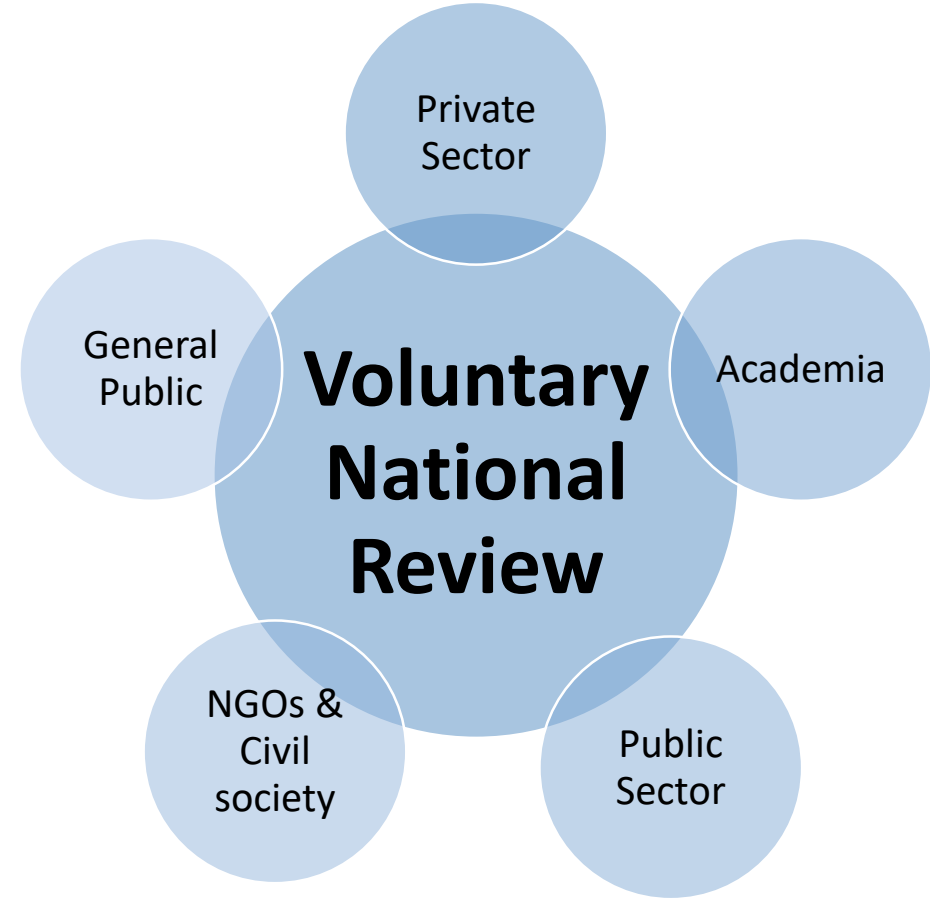 Private
Sector
General
Public
Voluntary
National
Review
Academia
NGOs &
Civil
society
Public
Sector